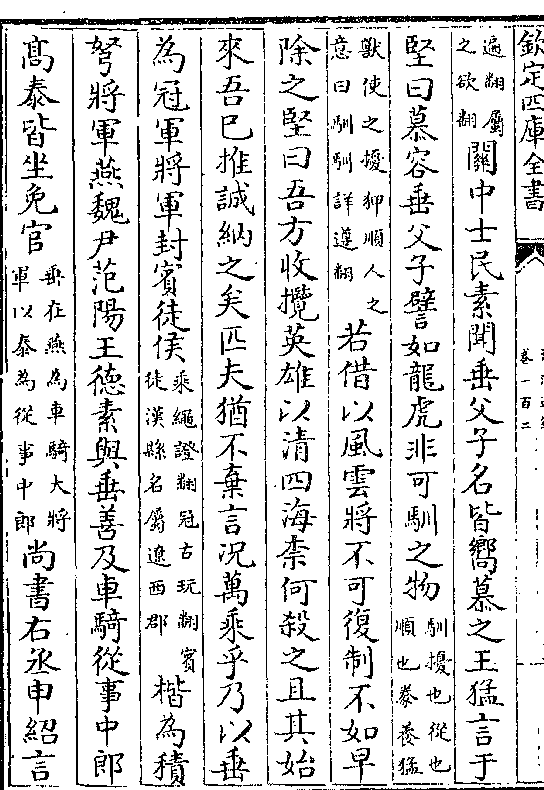 欽定四庫全書
卷一百二
遍翻屬
之欲翻
關中士民素聞垂父子名皆嚮慕之王猛言于
堅曰慕容垂父子譬如龍虎非可馴之物
馴擾也從也
順也豢養猛
獸使之擾狎順人之
意曰馴馴詳遵翻
若借以風雲將不可復制不如早
除之堅曰吾方收攬英雄以清四海柰何殺之且其始
來吾已推誠納之矣匹夫猶不棄言況萬乘乎乃以垂
為冠軍將軍封賓徒侯
乘繩證翻冠古玩翻賓
徒漢縣名屬遼西郡
楷為積
弩將軍燕魏尹范陽王德素與垂善及車騎從事中郎
髙泰皆坐免官
垂在燕為車騎大將
軍以泰為從事中郎
尚書右丞申紹言